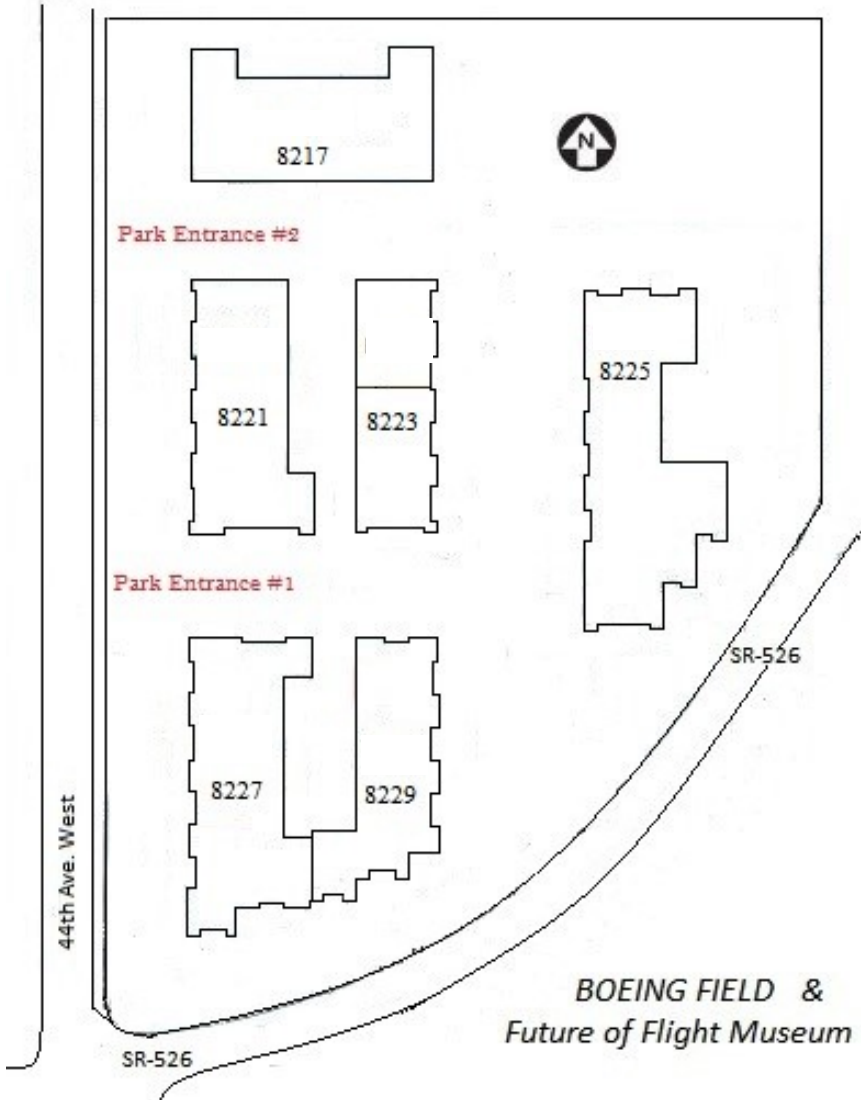 8217
N
Park Entrance #2
8225
8221
8223
Park Entrance #1
SR-526
8227
8229
44th Ave. West
BOEING FIELD &
Future of Flight Museum
SR-526